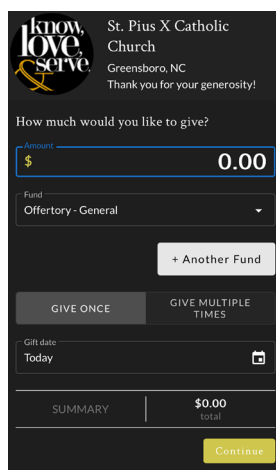 know,
love,
& serve.
St. Pius X Catholic
Church
Greensboro, NC
Thank you for your generosity!
How much would you like to give?
Amount
$ 0.00
Fund
Offertory - General
+ Another Fund
GIVE ONCE
GIVE MULTIPLE
TIMES
Gift date
Today
SUMMARY
$0.00
total
Continue